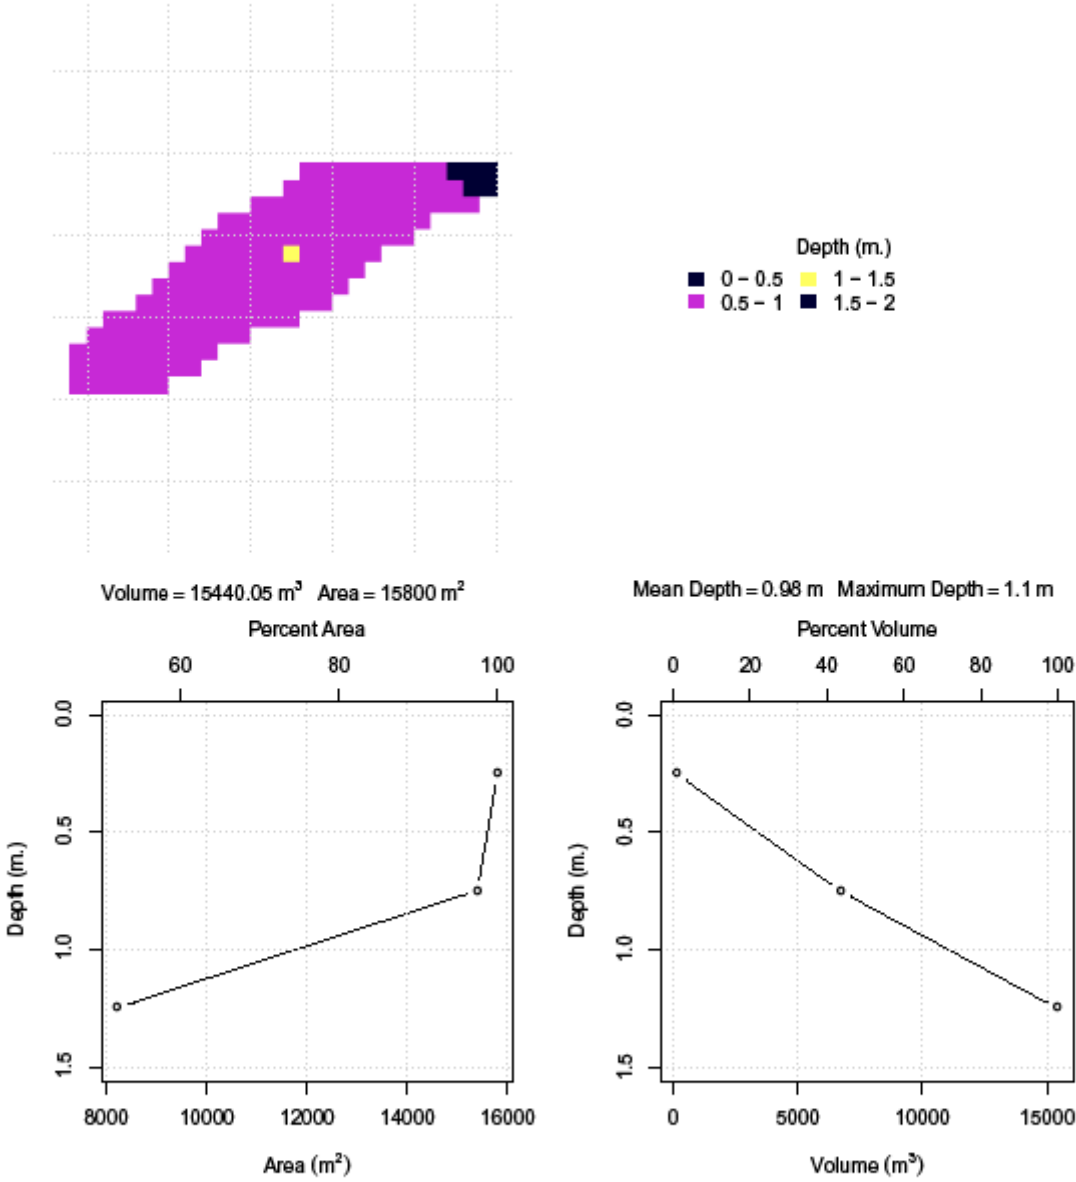 Depth (m.)
0 – 0.5 1 – 1.5
0.5 – 1 1.5 – 2
Volume = 15440.05 m³ Area = 15800 m²
Mean Depth = 0.98 m Maximum Depth = 1.1 m
Percent Area
60 80 100
0.0
0.5
1.0
1.5
Depth (m.)
8000 10000 12000 14000 16000
Area (m²)
Percent Volume
0 20 40 60 80 100
0.0
0.5
1.0
1.5
Depth (m.)
0 5000 10000 15000
Volume (m³)